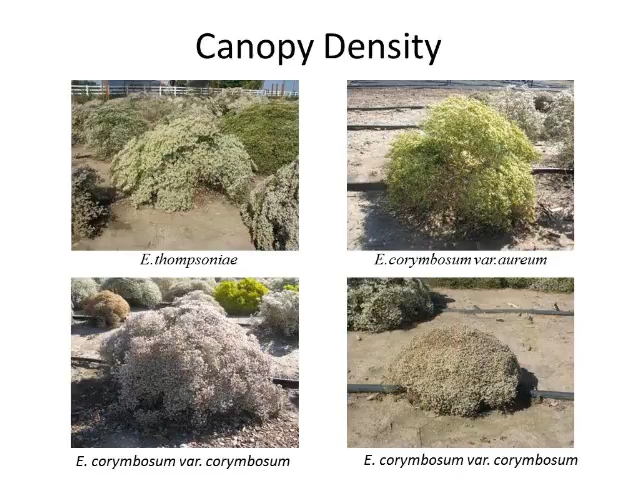 Canopy Density
E.thompsoniae
E.corymbosum var.aureum
E. corymbosum var. corymbosum
E. corymbosum var. corymbosum